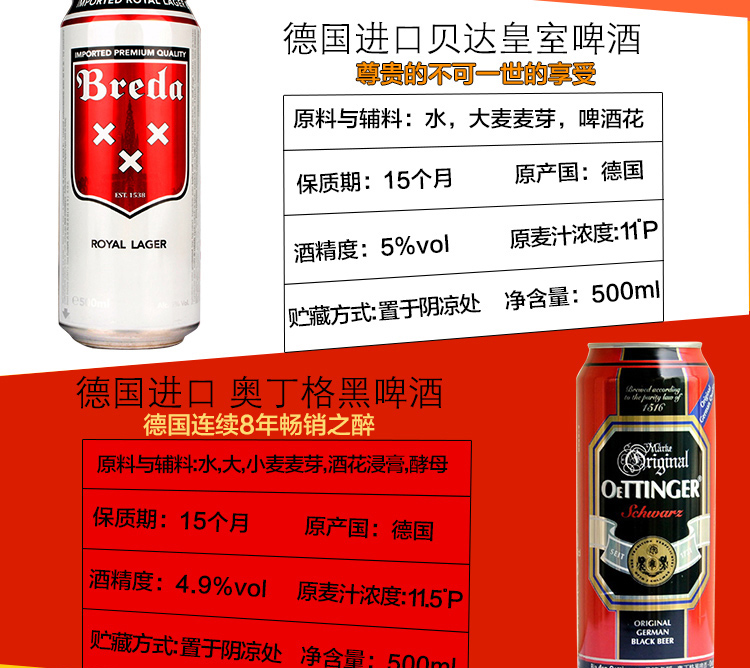 IMPORTED ROYAL LAGER
IMPORTED PREMIUM QUALITY
Breda
EST. 1538
ROYAL LAGER
德国进口贝达皇室啤酒
尊贵的不可一世的享受
原料与辅料：水，大麦麦芽，啤酒花
保质期：15个月 原产国：德国
酒精度：5%vol 原麦汁浓度:11°P
贮藏方式:置于阴凉处 净含量：500ml
德国进口 奥丁格黑啤酒
德国连续8年畅销之醉
原料与辅料:水,大,小麦麦芽,酒花浸膏,酵母
保质期：15个月 原产国：德国
酒精度：4.9%vol 原麦汁浓度:11.5°P
贮藏方式:置于阴凉处 净含量：500ml
Brewed according
to the purity law of
1516
Original
Marke
Original
OeTTINGER®
Schwarz
SEIT
ORIGINAL
GERMAN
BLACK BEER